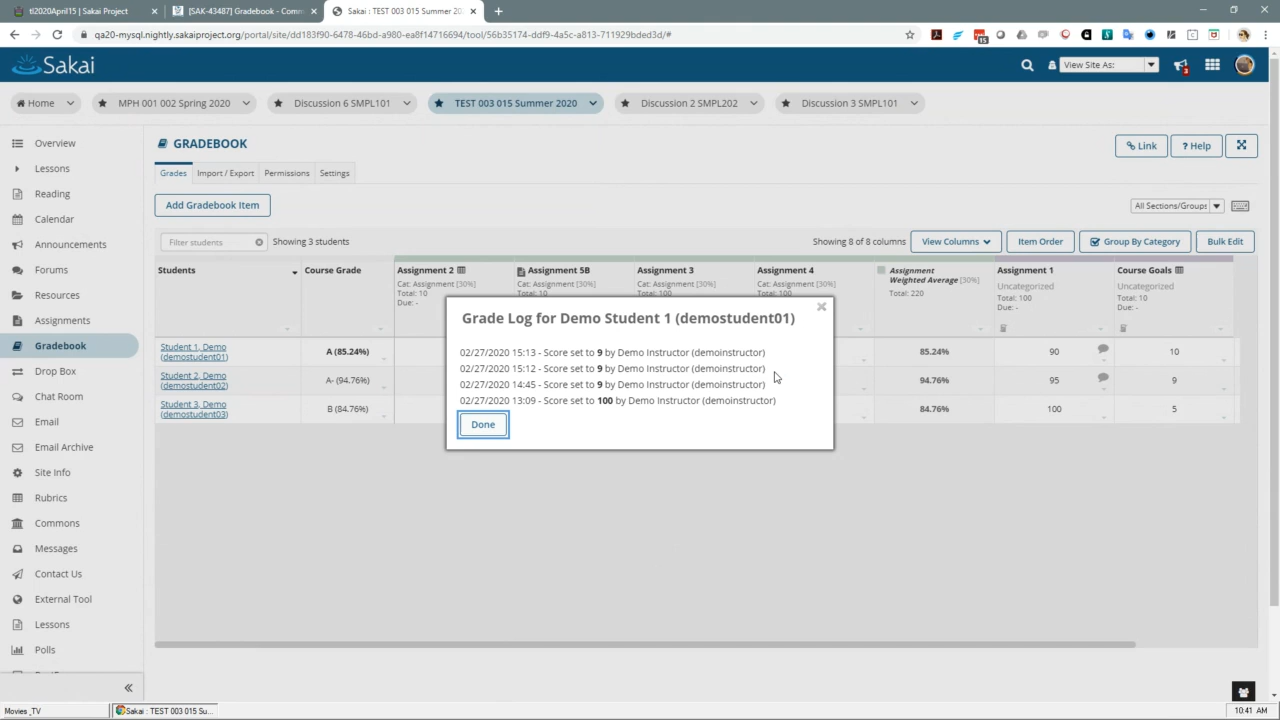 tl2020April15 | Sakai Project
[SAK-43487] Gradebook - Com
Sakai : TEST 003 015 Summer 20
qa20-mysql.nightly.sakaiproject.org/portal/site/dd183f90-6478-46bd-a980-ea8f14716694/tool/56b35174-ddf9-4a5c-a813-711929bded3d/#
15
Sakai
View Site As:
3
Home
MPH 001 002 Spring 2020
Discussion 6 SMPL101
TEST 003 015 Summer 2020
Discussion 2 SMPL202
Discussion 3 SMPL101
Overview
Lessons
Reading
Calendar
Announcements
Forums
Resources
Assignments
Gradebook
Drop Box
Chat Room
Email
Email Archive
Site Info
Rubrics
Commons
Messages
Contact Us
External Tool
Lessons
Polls
GRADEBOOK
Link
? Help
Grades
Import / Export
Permissions
Settings
Add Gradebook Item
All Sections/Groups
Filter students
Showing 3 students
Showing 8 of 8 columns
View Columns
Item Order
Group By Category
Bulk Edit
Students
Course Grade
Assignment 2
Cat: Assignment [30%]
Total: 10
Due: -
Assignment 5B
Cat: Assignment [30%]
Total: 10
Assignment 3
Cat: Assignment [30%]
Total: 100
Assignment 4
Cat: Assignment [30%]
Total: 100
Assignment
Weighted Average [30%]
Total: 220
Assignment 1
Uncategorized
Total: 100
Due: -
Course Goals
Uncategorized
Total: 10
Due: -
Student 1, Demo
(demostudent01)
A (85.24%)
85.24%
90
10
Student 2, Demo
(demostudent02)
A- (94.76%)
94.76%
95
9
Student 3, Demo
(demostudent03)
B (84.76%)
84.76%
100
5
Grade Log for Demo Student 1 (demostudent01)
02/27/2020 15:13 - Score set to 9 by Demo Instructor (demoinstructor)
02/27/2020 15:12 - Score set to 9 by Demo Instructor (demoinstructor)
02/27/2020 14:45 - Score set to 9 by Demo Instructor (demoinstructor)
02/27/2020 13:09 - Score set to 100 by Demo Instructor (demoinstructor)
Done
Movies _TV
Sakai : TEST 003 015 Su...
10:41 AM